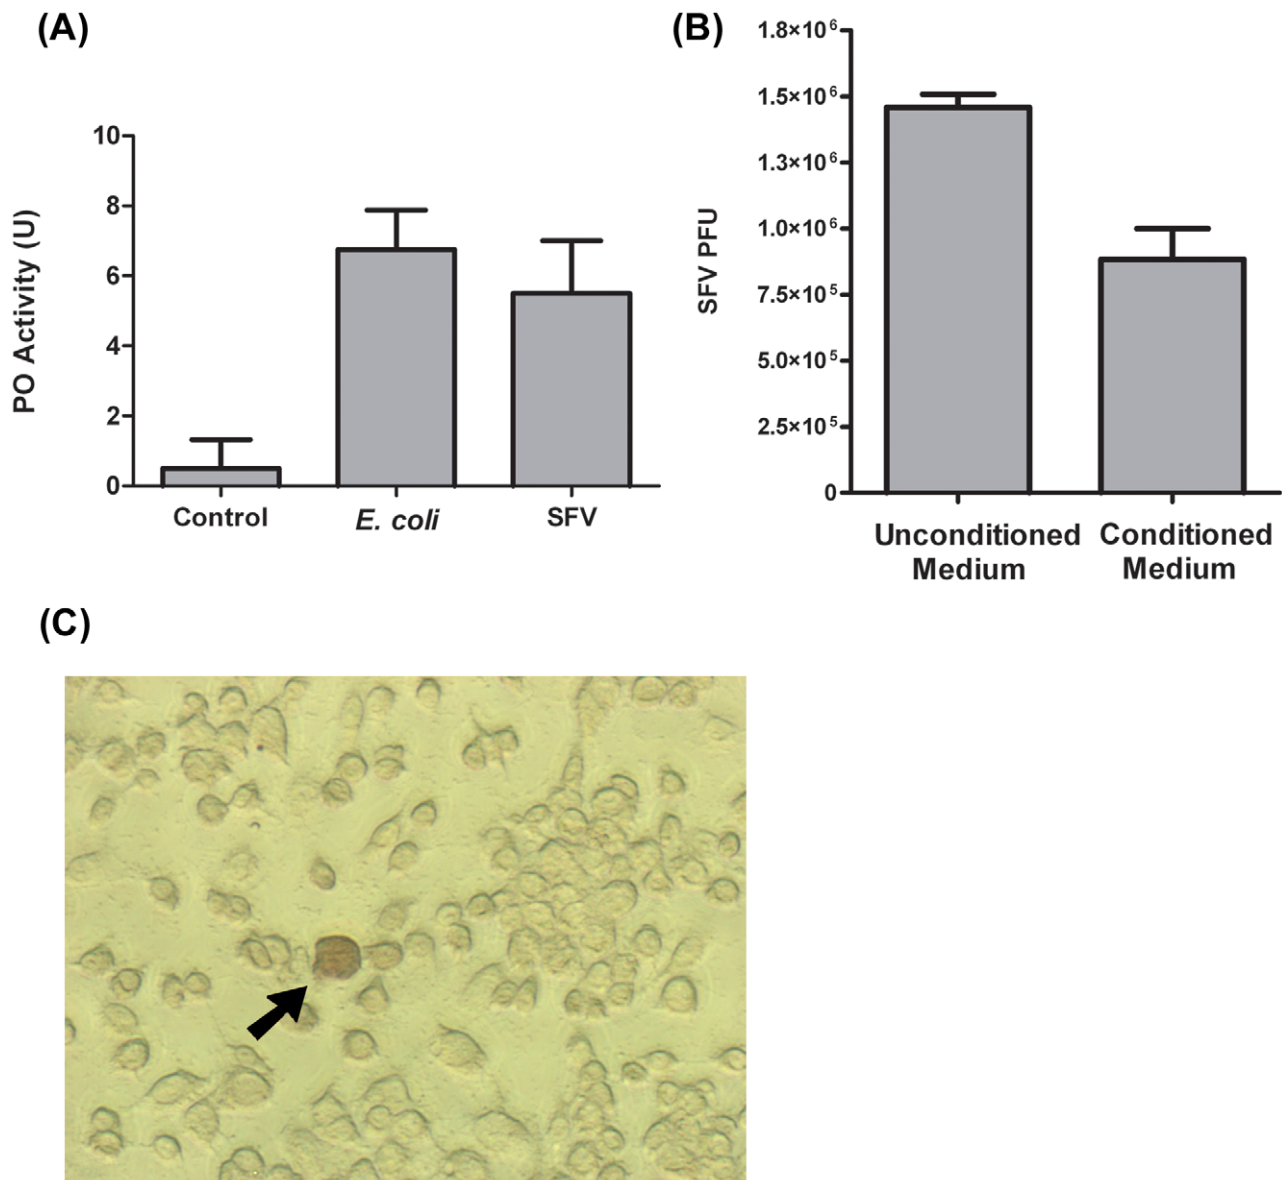 (A)
PO Activity (U)
10
8
6
4
2
0
Control
E. coli
SFV
(B)
SFV PFU
1.8×10⁶
1.5×10⁶
1.3×10⁶
1.0×10⁶
7.5×10⁵
5.0×10⁵
2.5×10⁵
0
Unconditioned
Medium
Conditioned
Medium
(C)